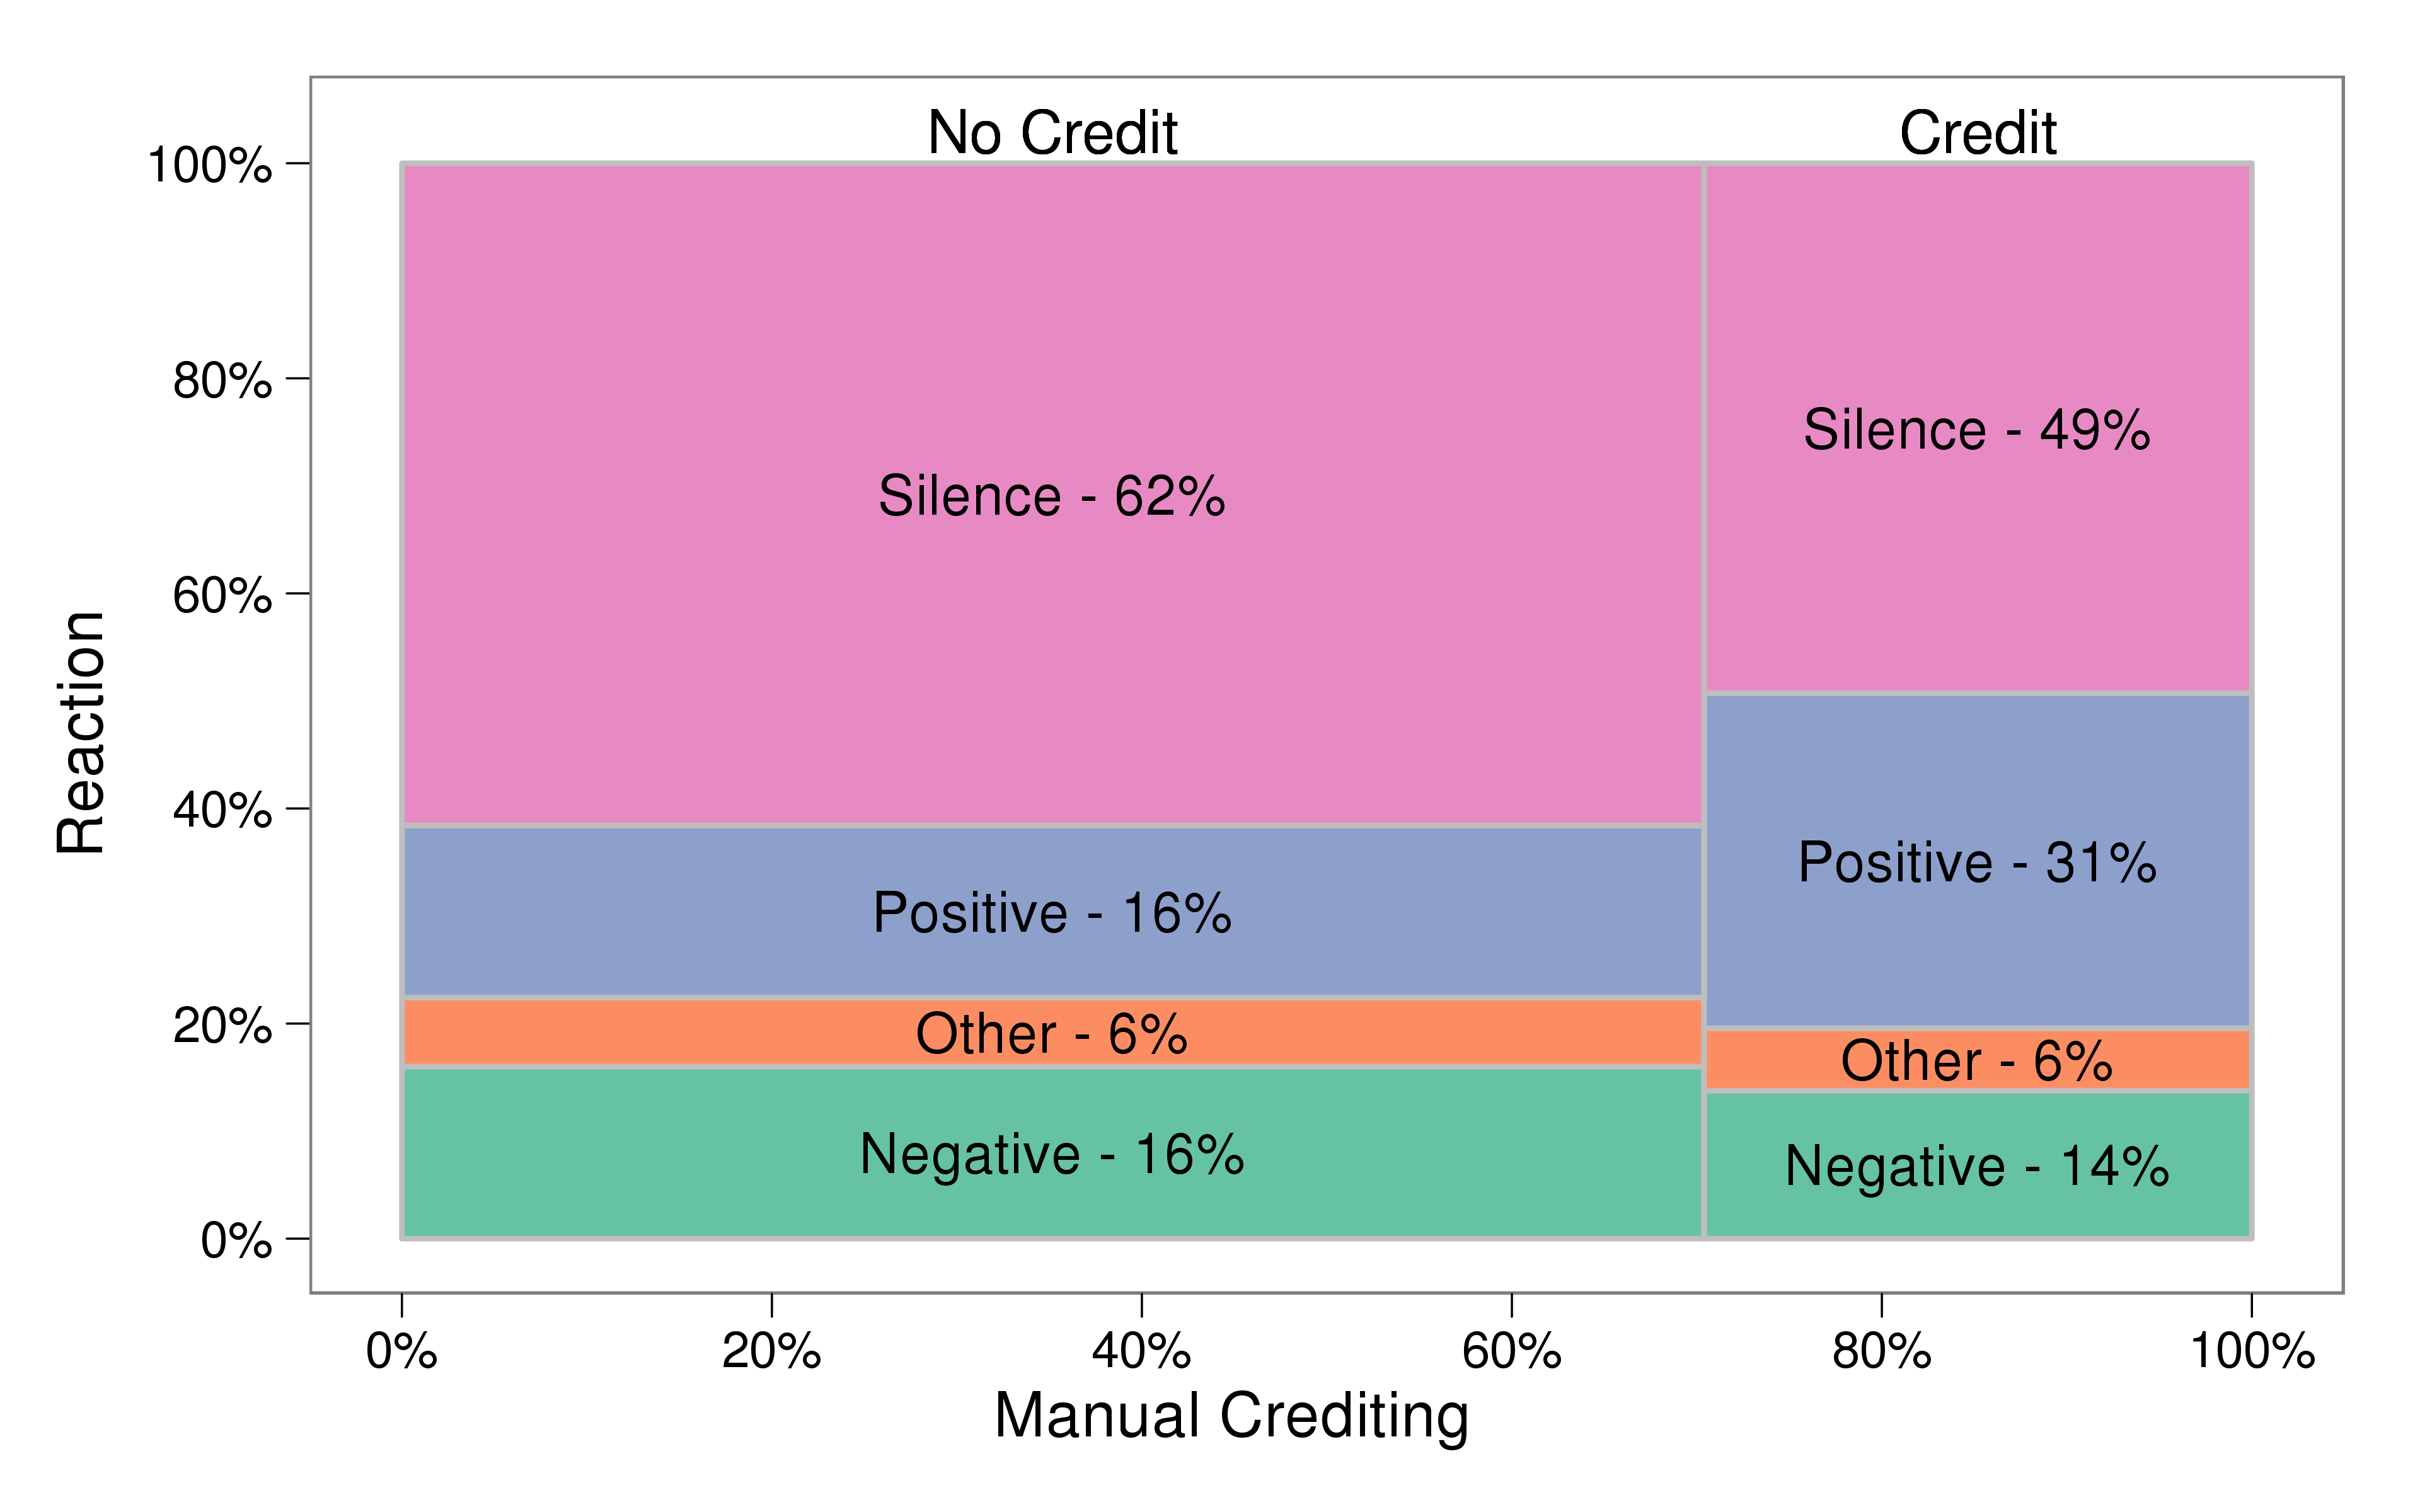 No Credit
Credit
100%
80%
60%
40%
20%
0%
Reaction
Silence - 62%
Positive - 16%
Other - 6%
Negative - 16%
Silence - 49%
Positive - 31%
Other - 6%
Negative - 14%
0%
20%
40%
60%
80%
100%
Manual Crediting